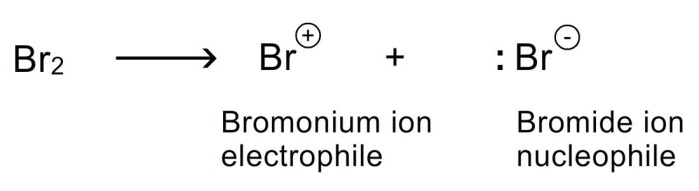 Br₂ ⟶ Br⊕ + :Br⊖
Bromonium ion Bromide ion
electrophile nucleophile